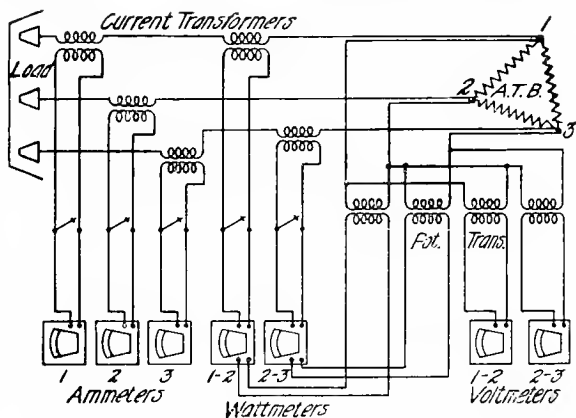 Current Transformers
1
Load
2 A.T.B.
3
Pot. Trans.
1 2 3 1-2 2-3 1-2 2-3
Ammeters Wattmeters Voltmeters